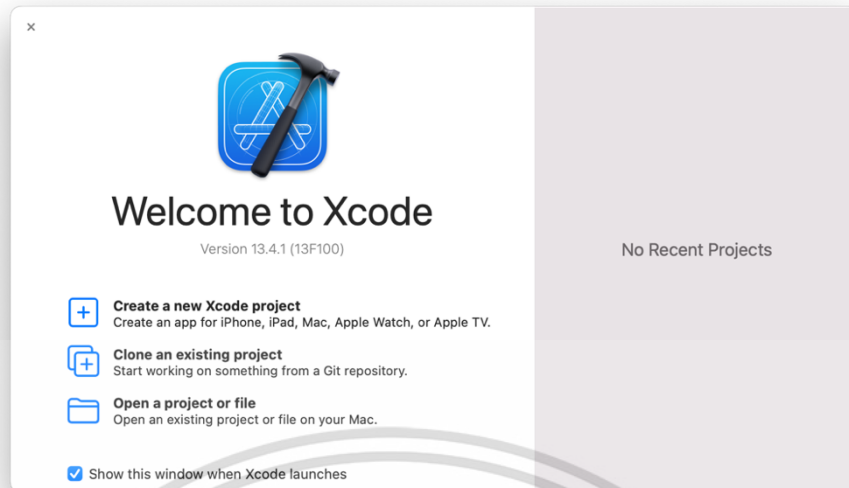 Welcome to Xcode
Version 13.4.1 (13F100)
Create a new Xcode project
Create an app for iPhone, iPad, Mac, Apple Watch, or Apple TV.
Clone an existing project
Start working on something from a Git repository.
Open a project or file
Open an existing project or file on your Mac.
Show this window when Xcode launches
No Recent Projects